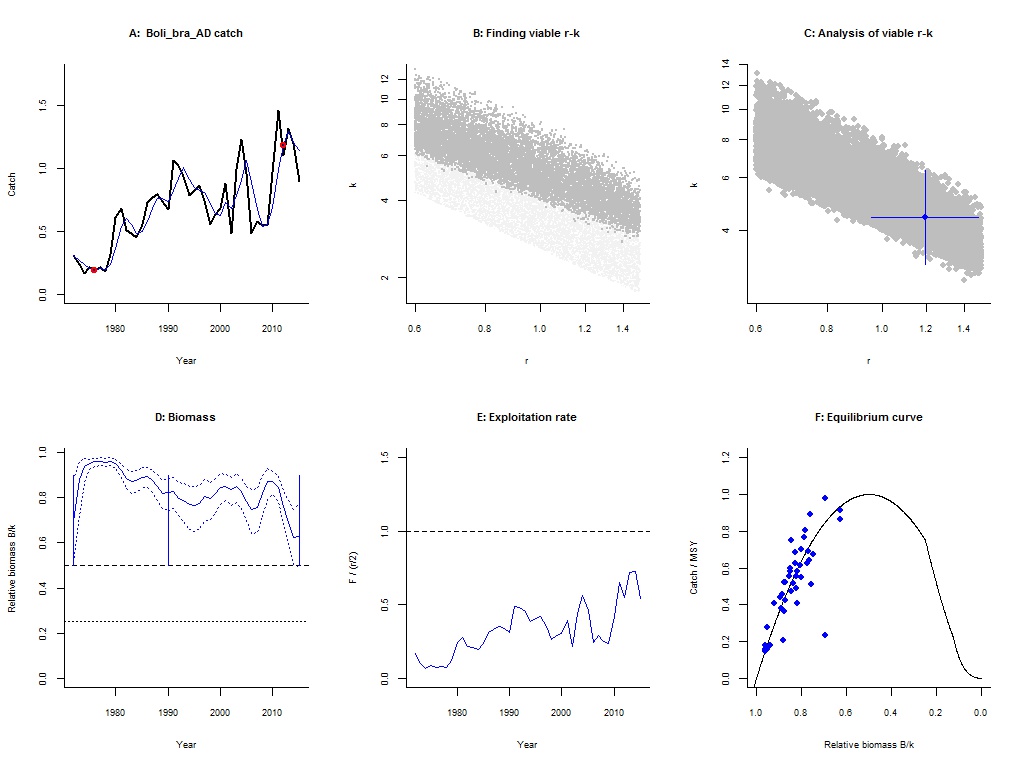 A: Boli_bra_AD catch
Catch
0.0 0.5 1.0 1.5
1980 1990 2000 2010
Year
B: Finding viable r-k
k
2 4 6 8 10 12
0.6 0.8 1.0 1.2 1.4
r
C: Analysis of viable r-k
k
4 6 8 10 12 14
0.6 0.8 1.0 1.2 1.4
r
D: Biomass
Relative biomass B/k
0.0 0.2 0.4 0.6 0.8 1.0
1980 1990 2000 2010
Year
E: Exploitation rate
F / (r/2)
0.0 0.5 1.0 1.5
1980 1990 2000 2010
Year
F: Equilibrium curve
Catch / MSY
0.0 0.2 0.4 0.6 0.8 1.0 1.2
1.0 0.8 0.6 0.4 0.2 0.0
Relative biomass B/k